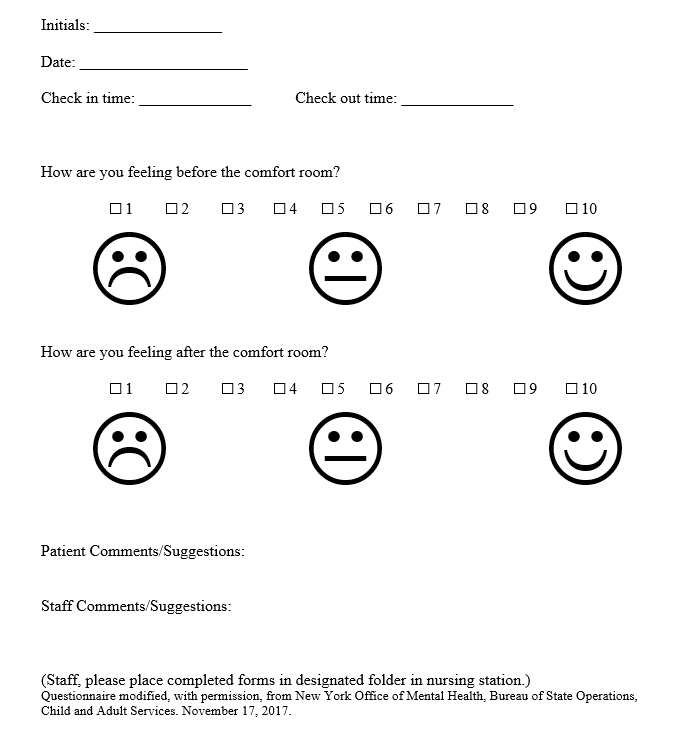 Initials: _________________
Date: ______________________
Check in time: _______________ Check out time: _______________
How are you feeling before the comfort room?
☐ 1 ☐ 2 ☐ 3 ☐ 4 ☐ 5 ☐ 6 ☐ 7 ☐ 8 ☐ 9 ☐ 10
How are you feeling after the comfort room?
☐ 1 ☐ 2 ☐ 3 ☐ 4 ☐ 5 ☐ 6 ☐ 7 ☐ 8 ☐ 9 ☐ 10
Patient Comments/Suggestions:
Staff Comments/Suggestions:
(Staff, please place completed forms in designated folder in nursing station.)
Questionnaire modified, with permission, from New York Office of Mental Health, Bureau of State Operations,
Child and Adult Services. November 17, 2017.